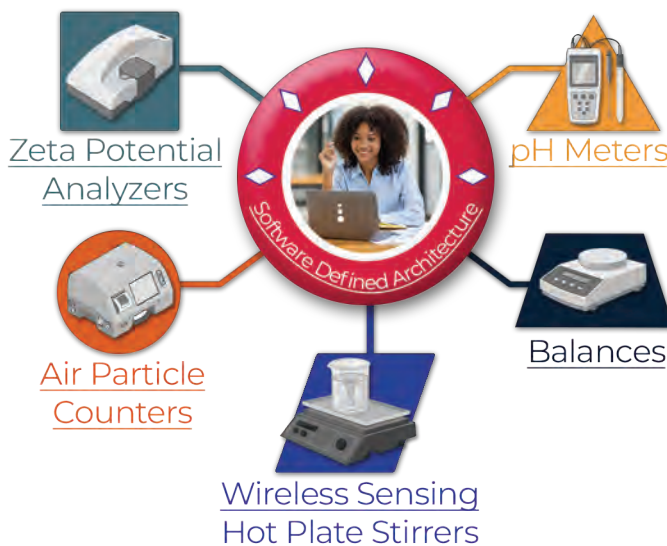 Zeta Potential
Analyzers
pH Meters
Software Defined Architecture
Air Particle
Counters
Balances
Wireless Sensing
Hot Plate Stirrers